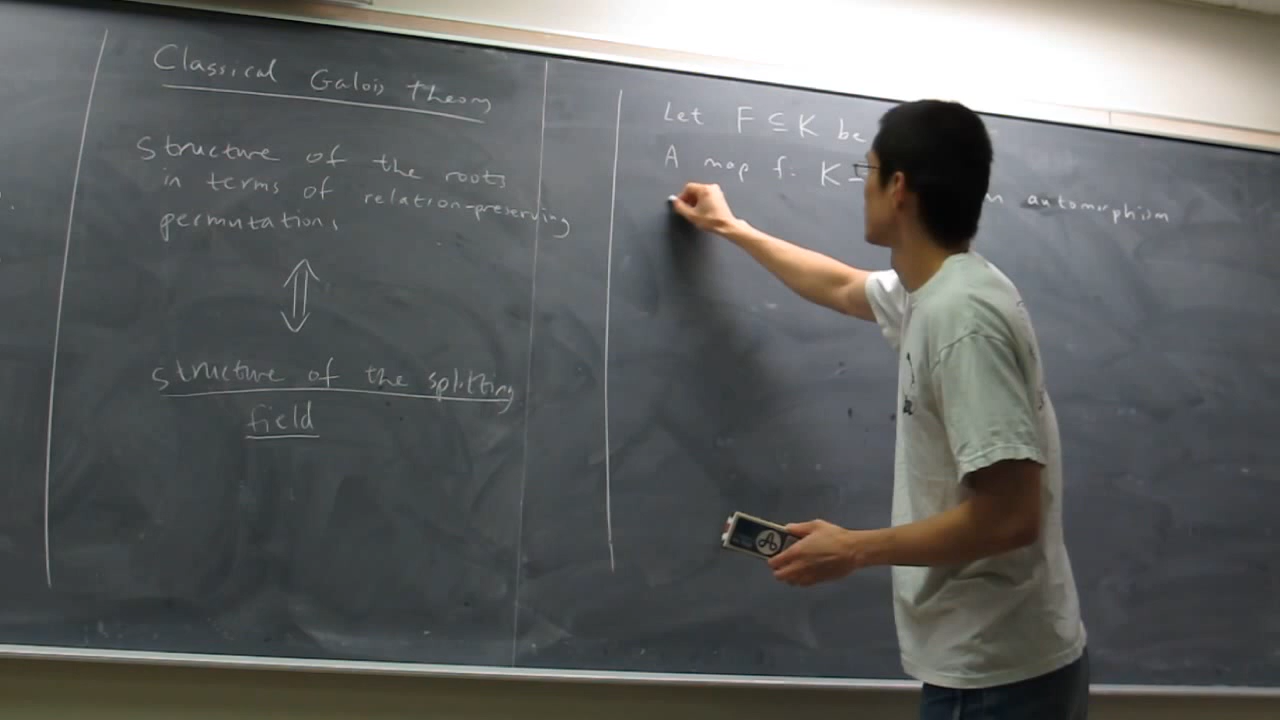 Classical Galois theory
Structure of the roots
in terms of relation-preserving
permutations
⇕
structure of the splitting
field
Let F ⊆ K be
A map f: K
automorphism